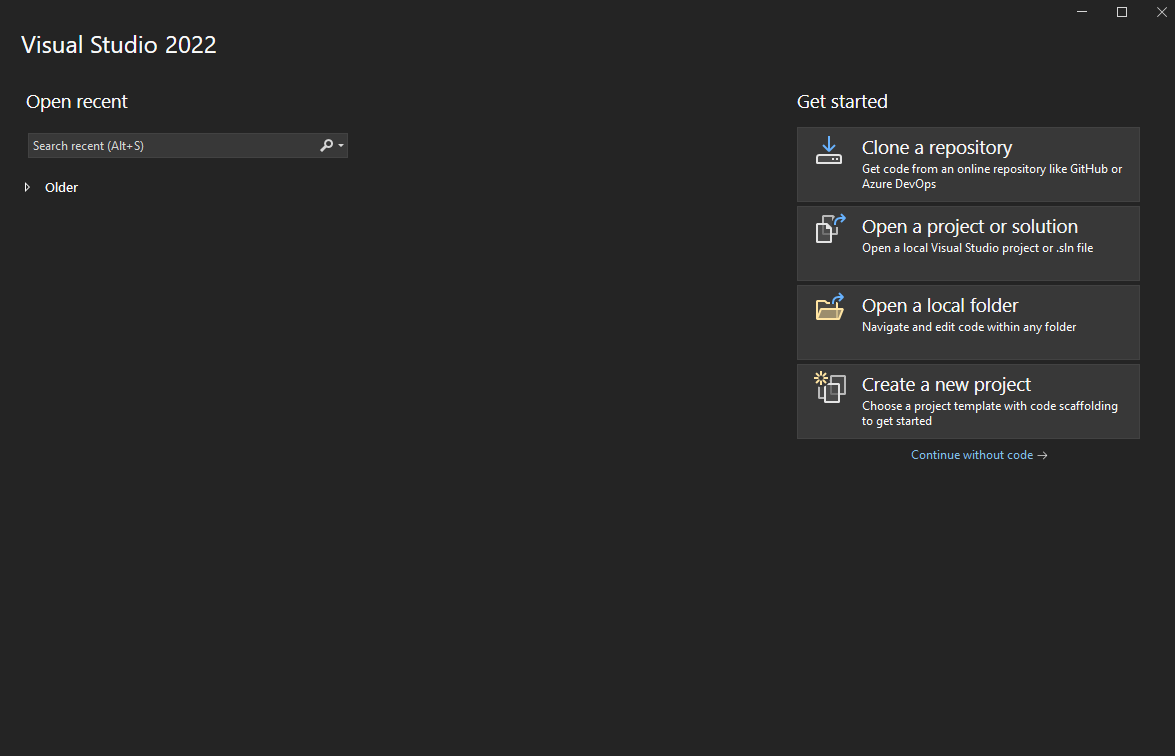 Visual Studio 2022
Open recent
Search recent (Alt+S)
Older
Get started
Clone a repository
Get code from an online repository like GitHub or
Azure DevOps
Open a project or solution
Open a local Visual Studio project or .sln file
Open a local folder
Navigate and edit code within any folder
Create a new project
Choose a project template with code scaffolding
to get started
Continue without code →